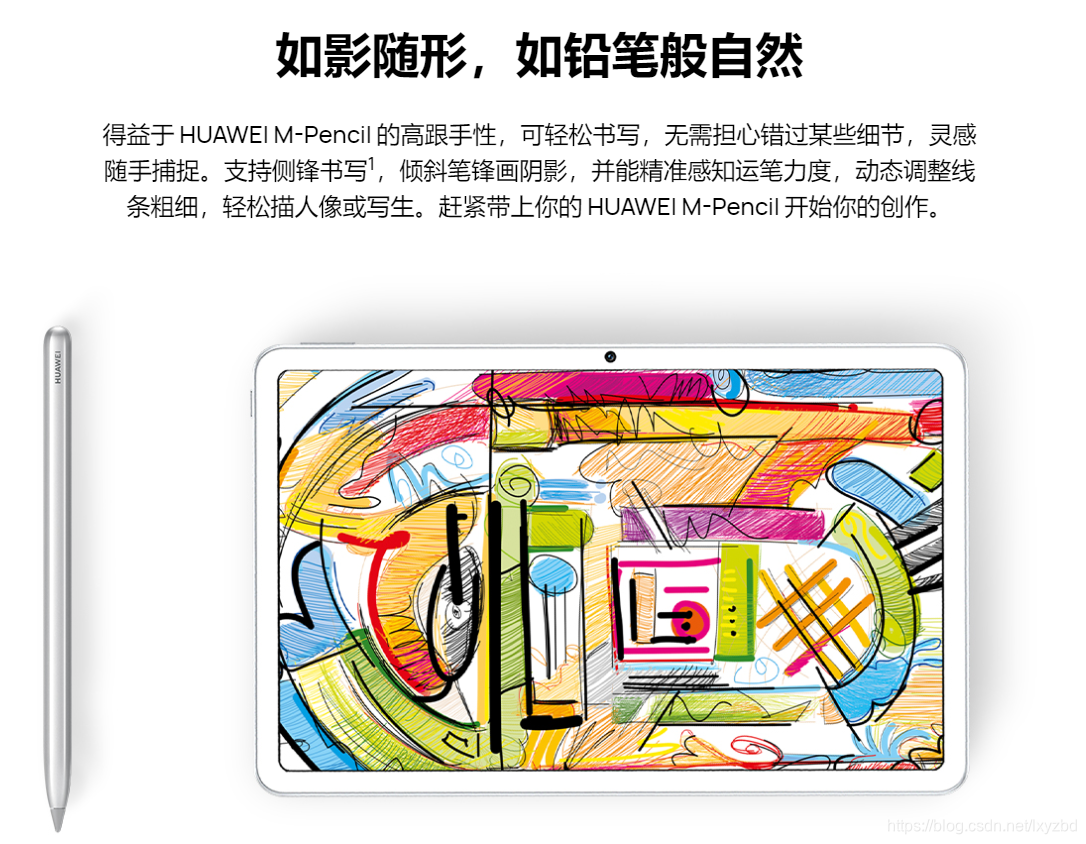 如影随形，如铅笔般自然
得益于 HUAWEI M-Pencil 的高跟手性，可轻松书写，无需担心错过某些细节，灵感
随手捕捉。支持侧锋书写1，倾斜笔锋画阴影，并能精准感知运笔力度，动态调整线
条粗细，轻松描人像或写生。赶紧带上你的 HUAWEI M-Pencil 开始你的创作。
HUAWEI
https://blog.csdn.net/lxyzbd